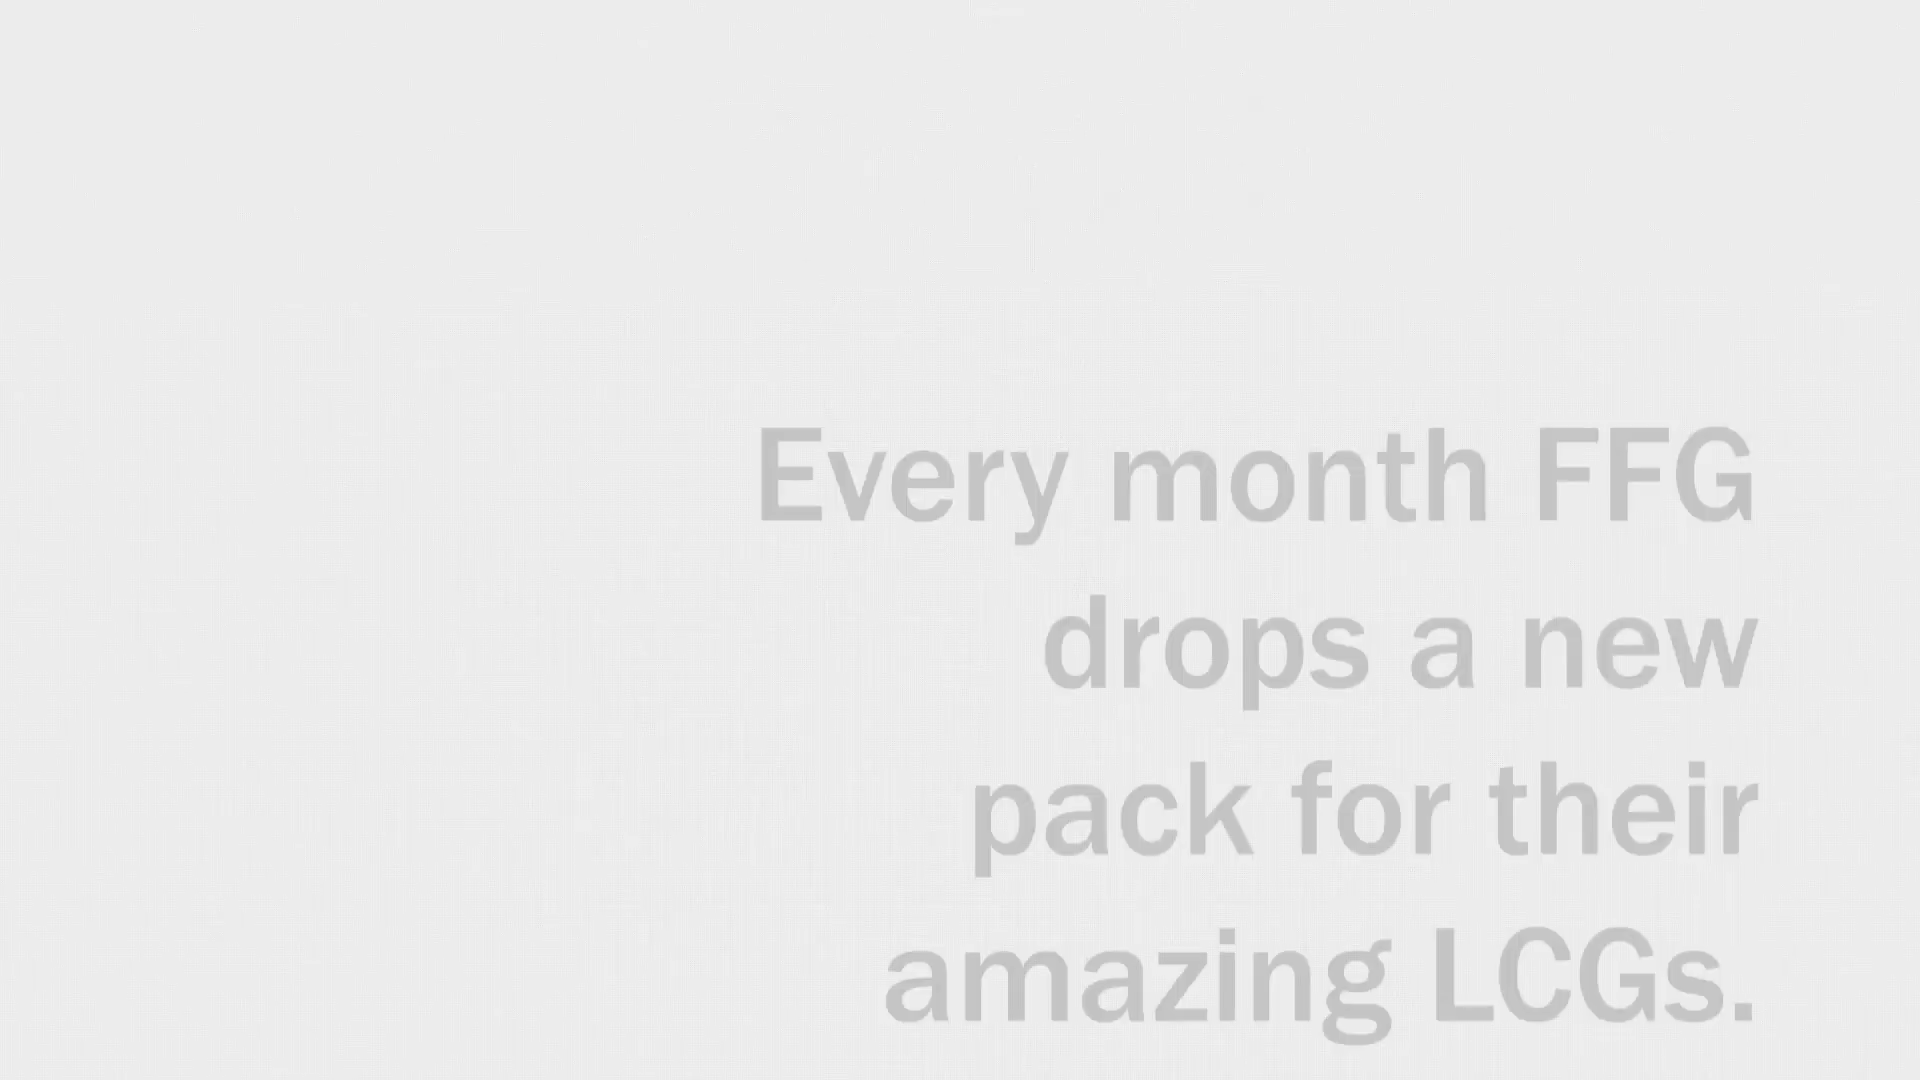 Every month FFG
drops a new
pack for their
amazing LCGs.